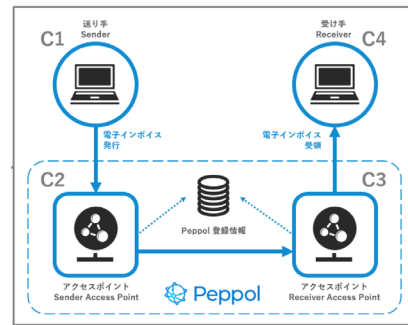 C1
送り手
Sender
受け手
Receiver
C4
電子インボイス
発行
電子インボイス
受領
C2
C3
Peppol 登録情報
アクセスポイント
Sender Access Point
アクセスポイント
Receiver Access Point
Peppol